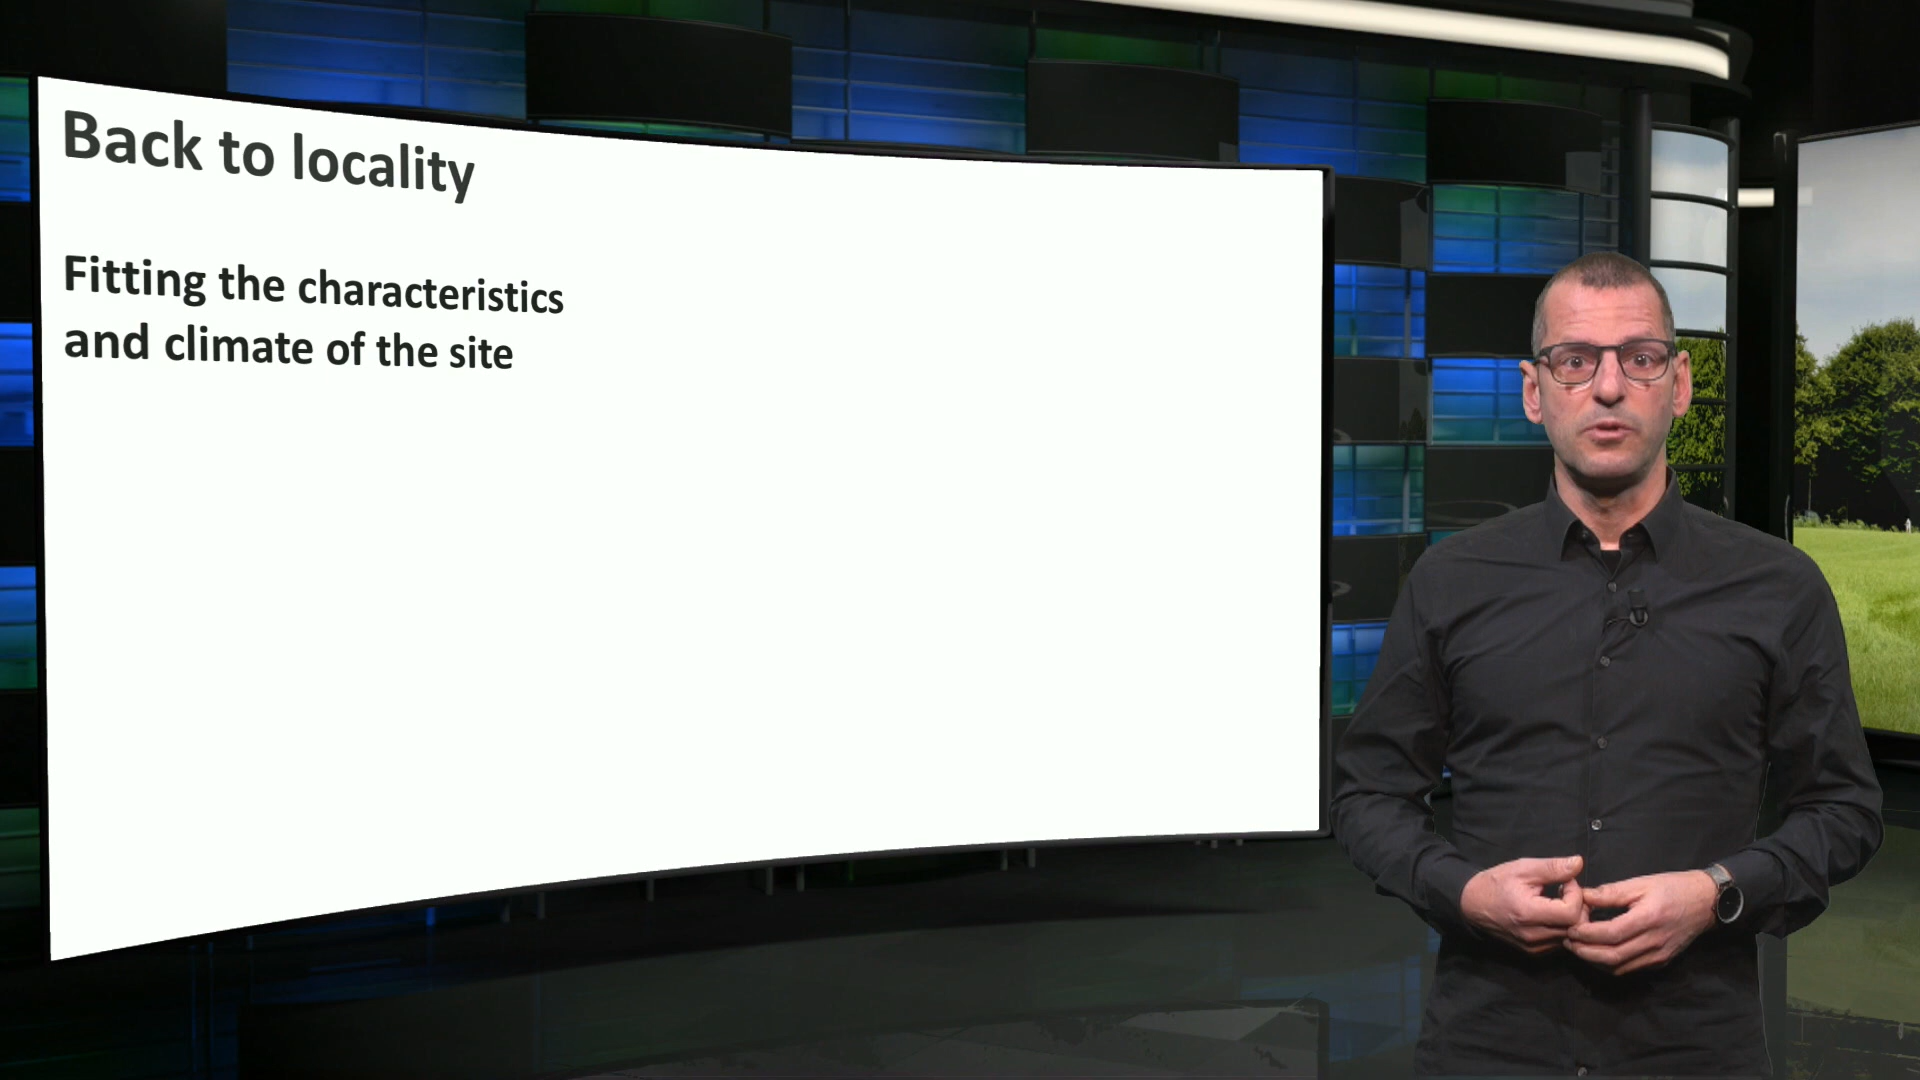 Back to locality
Fitting the characteristics
and climate of the site